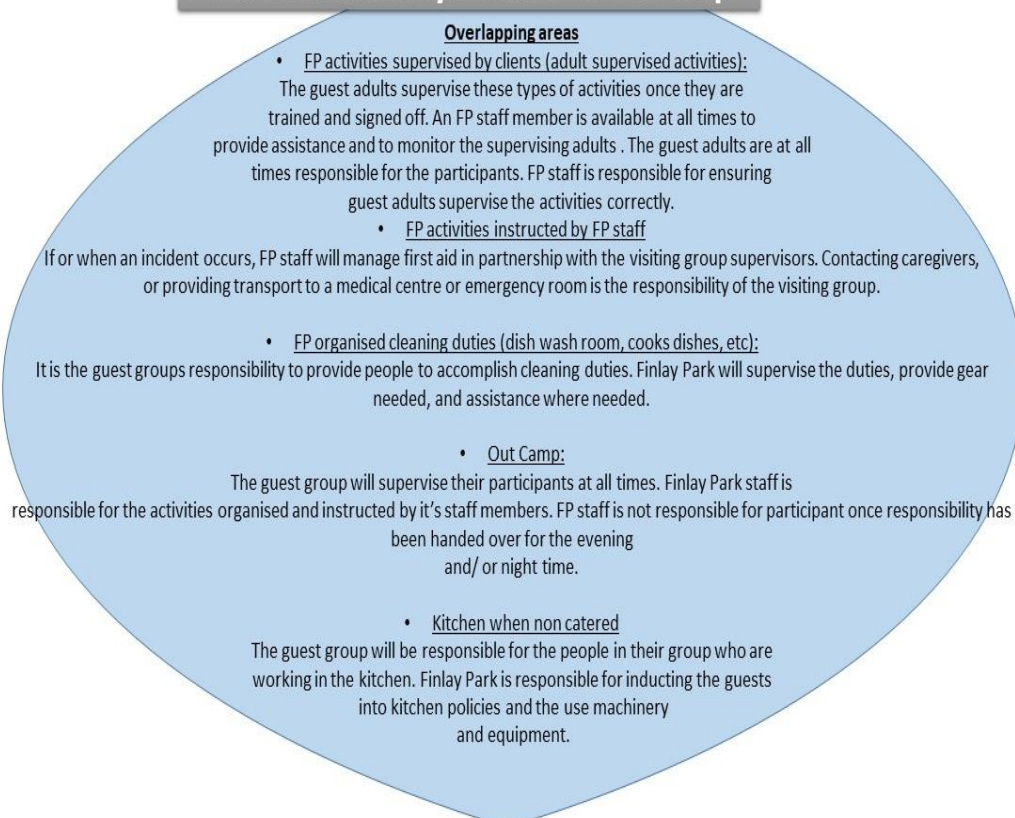 Overlapping areas
• FP activities supervised by clients (adult supervised activities):
The guest adults supervise these types of activities once they are
trained and signed off. An FP staff member is available at all times to
provide assistance and to monitor the supervising adults . The guest adults are at all
times responsible for the participants. FP staff is responsible for ensuring
guest adults supervise the activities correctly.
• FP activities instructed by FP staff
If or when an incident occurs, FP staff will manage first aid in partnership with the visiting group supervisors. Contacting caregivers,
or providing transport to a medical centre or emergency room is the responsibility of the visiting group.
• FP organised cleaning duties (dish wash room, cooks dishes, etc):
It is the guest groups responsibility to provide people to accomplish cleaning duties. Finlay Park will supervise the duties, provide gear
needed, and assistance where needed.
• Out Camp:
The guest group will supervise their participants at all times. Finlay Park staff is
responsible for the activities organised and instructed by it's staff members. FP staff is not responsible for participant once responsibility has
been handed over for the evening
and/ or night time.
• Kitchen when non catered
The guest group will be responsible for the people in their group who are
working in the kitchen. Finlay Park is responsible for inducting the guests
into kitchen policies and the use machinery
and equipment.